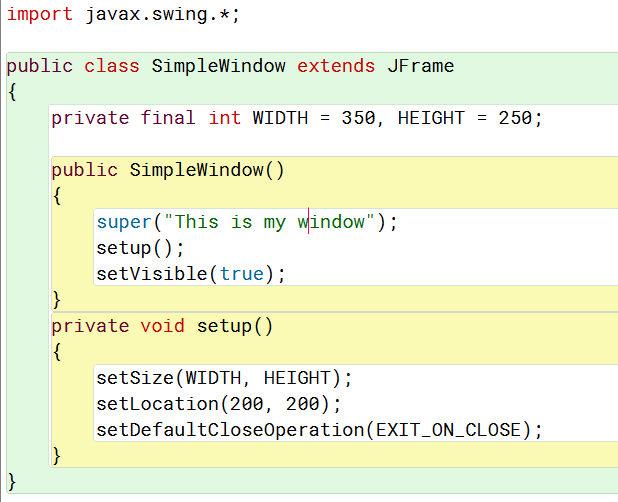 import javax.swing.*;
public class SimpleWindow extends JFrame
{
private final int WIDTH = 350, HEIGHT = 250;
public SimpleWindow()
{
super("This is my window");
setup();
setVisible(true);
}
private void setup()
{
setSize(WIDTH, HEIGHT);
setLocation(200, 200);
setDefaultCloseOperation(EXIT_ON_CLOSE);
}
}